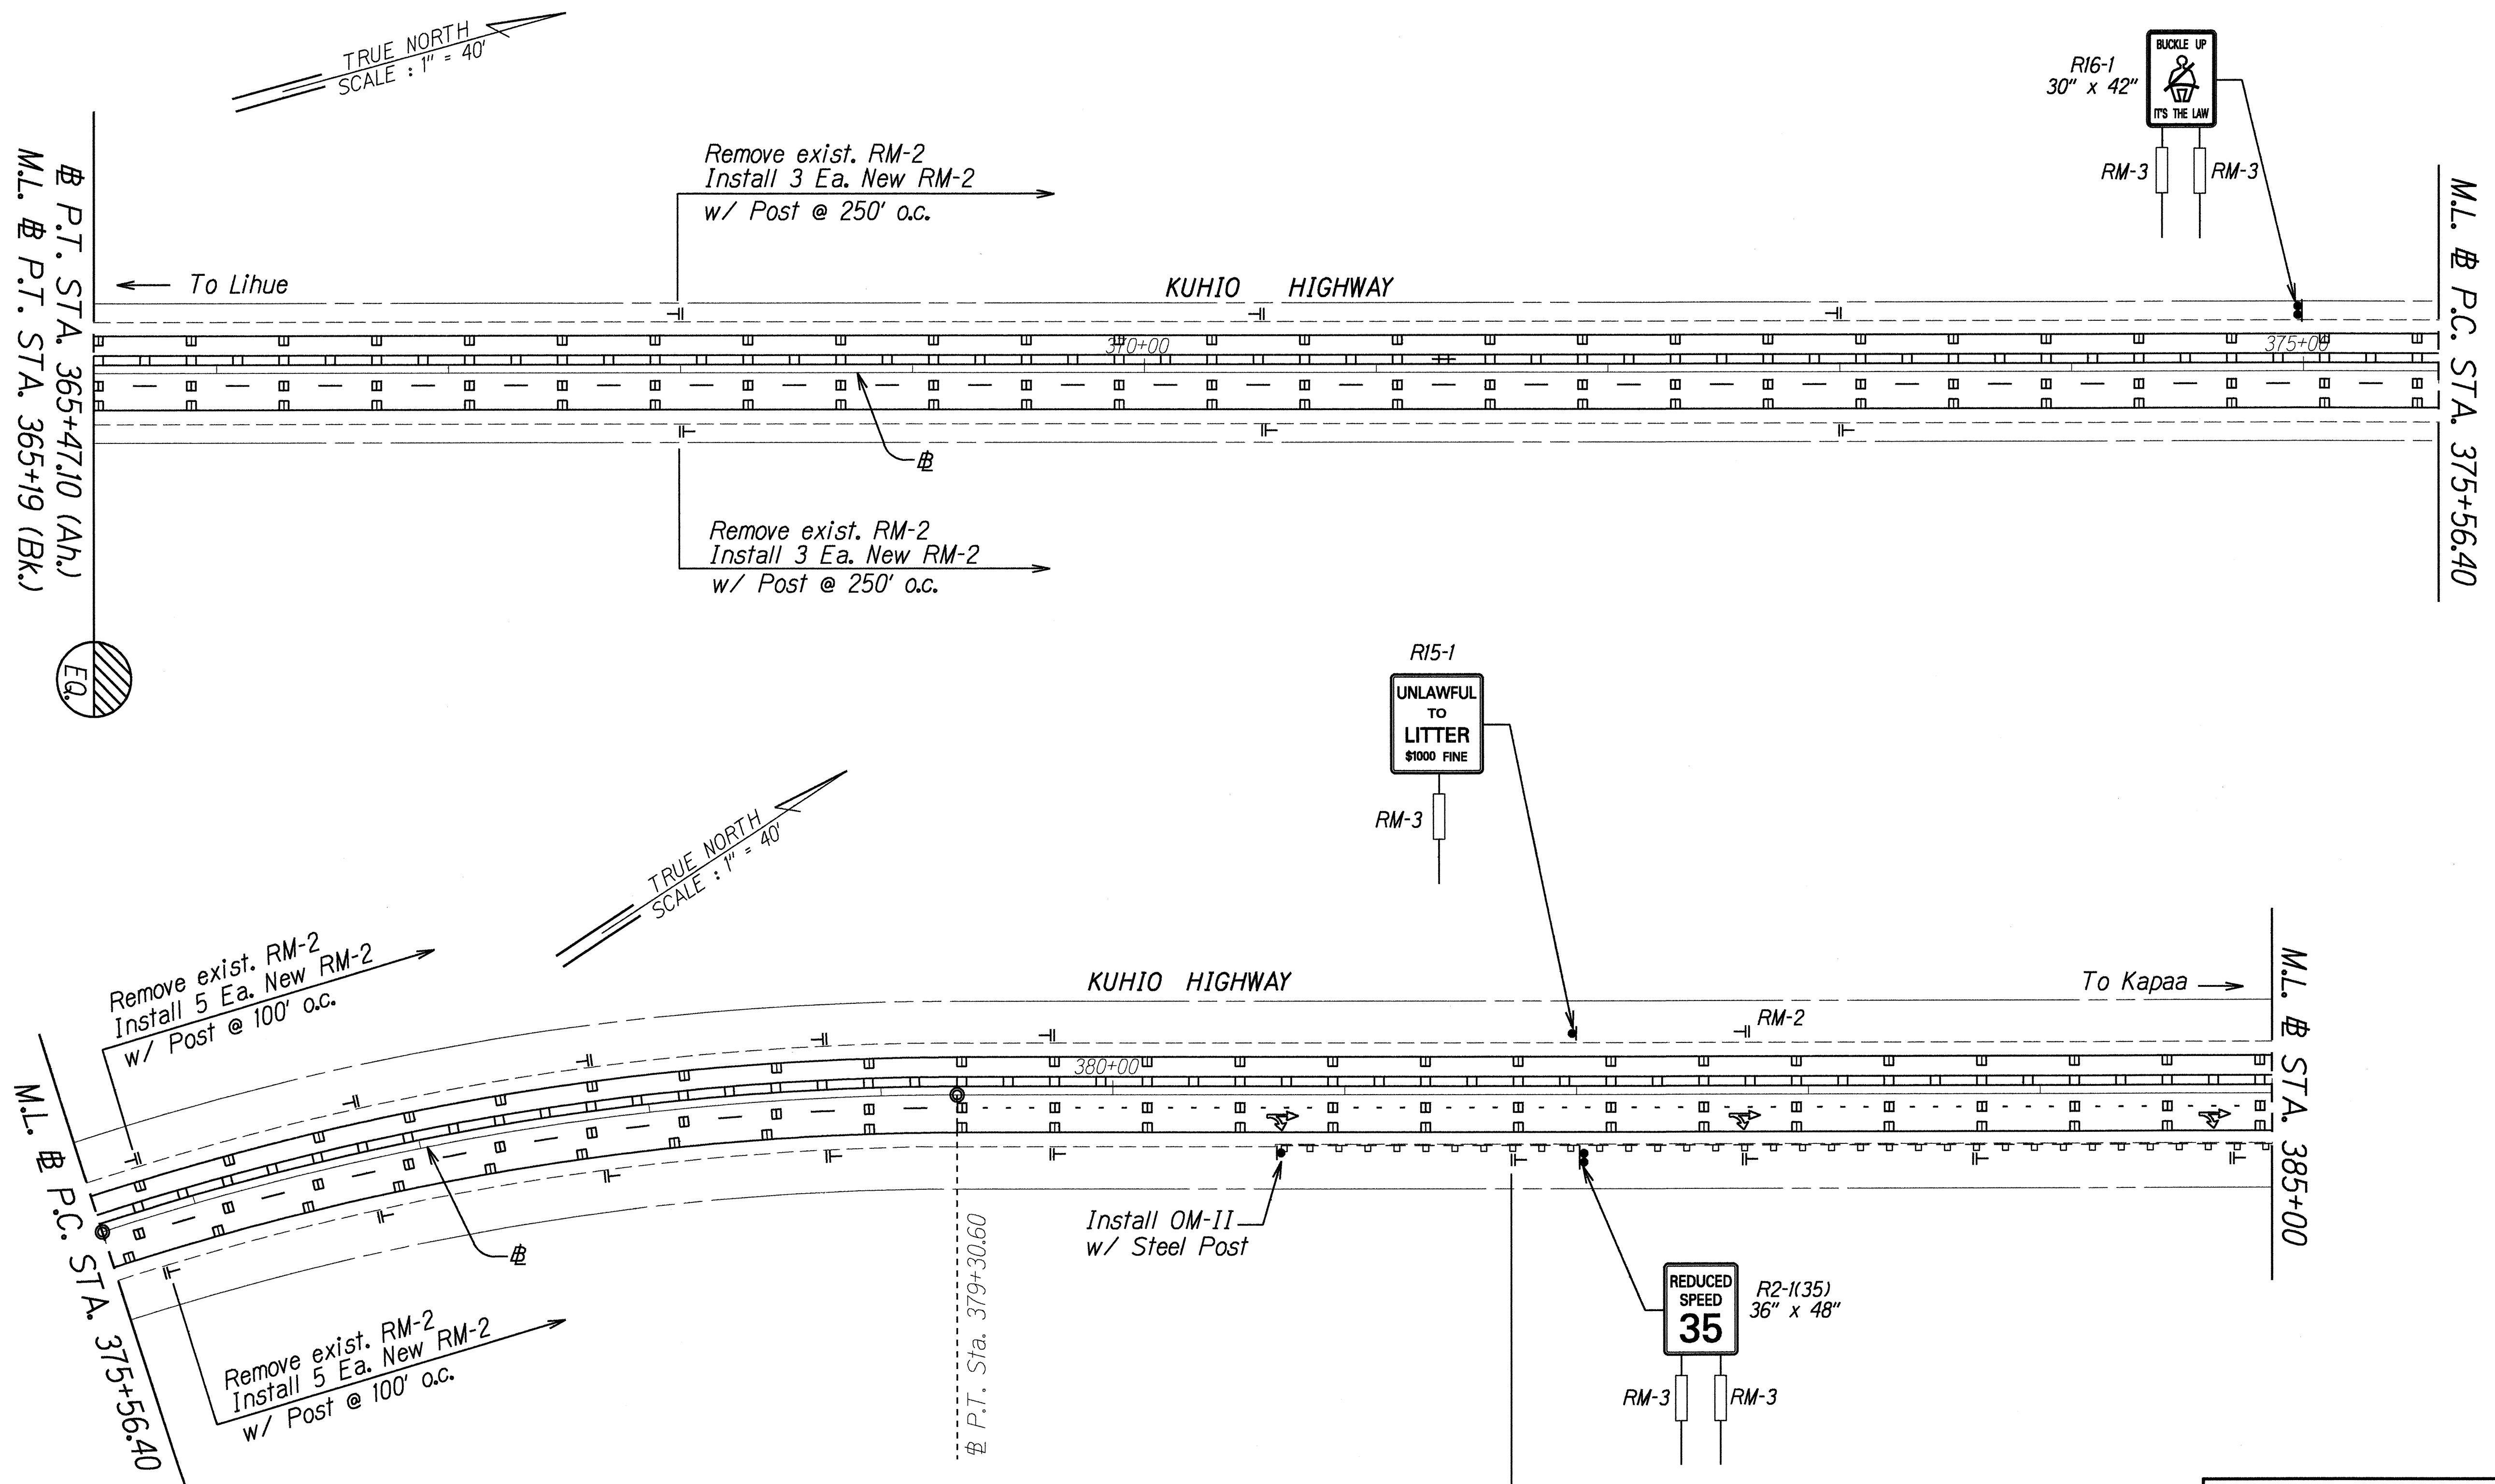 TRUE NORTH
SCALE : 1" = 40'
BUCKLE UP
IT'S THE LAW
R16-1
30" x 42"
RM-3
RM-3
Remove exist. RM-2
Install 3 Ea. New RM-2
w/ Post @ 250' o.c.
℄ P.T. STA. 365+47.10 (Ah.)
M.L. ℄ P.T. STA. 365+19 (Bk.)
To Lihue
KUHIO HIGHWAY
370+00
375+00
M.L. ℄ P.C. STA. 375+56.40
℄
Remove exist. RM-2
Install 3 Ea. New RM-2
w/ Post @ 250' o.c.
EQ.
R15-1
UNLAWFUL
TO
LITTER
$1000 FINE
RM-3
TRUE NORTH
SCALE : 1" = 40'
Remove exist. RM-2
Install 5 Ea. New RM-2
w/ Post @ 100' o.c.
KUHIO HIGHWAY
To Kapaa
RM-2
380+00
M.L. ℄ STA. 385+00
M.L. ℄ P.C. STA. 375+56.40
℄
℄ P.T. Sta. 379+30.60
Install OM-II
w/ Steel Post
REDUCED
SPEED
35
R2-1(35)
36" x 48"
RM-3
RM-3
Remove exist. RM-2
Install 5 Ea. New RM-2
w/ Post @ 100' o.c.